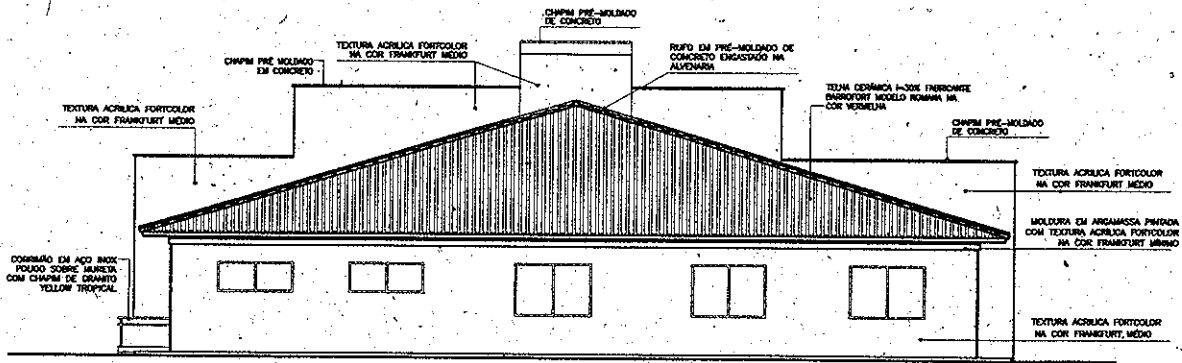 CHAPIM PRÉ-MOLDADO
DE CONCRETO
TEXTURA ACRILICA FORTCOLOR
NA COR FRANKFURT MÉDIO
RUFO EM PRÉ-MOLDADO DE
CONCRETO ENGASTADO NA
ALVENARIA
CHAPIM PRÉ MOLDADO
EM CONCRETO
TELHA CERÂMICA I=30% FABRICANTE
BARROFORT MODELO ROMANA NA
COR VERMELHA
TEXTURA ACRILICA FORTCOLOR
NA COR FRANKFURT MÉDIO
CHAPIM PRÉ-MOLDADO
DE CONCRETO
TEXTURA ACRILICA FORTCOLOR
NA COR FRANKFURT MÉDIO
MOLDURA EM ARGAMASSA PINTADA
COM TEXTURA ACRÍLICA FORTCOLOR
NA COR FRANKFURT MÍNIMO
CORRIMÃO EM AÇO INOX
POLIDO SOBRE MURETA
COM CHAPIM DE GRANITO
YELLOW TROPICAL
TEXTURA ACRILICA FORTCOLOR
NA COR FRANKFURT MÉDIO